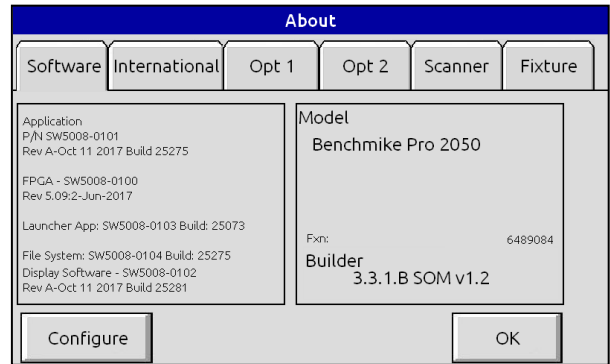 About
Software
International
Opt 1
Opt 2
Scanner
Fixture
Application
P/N SW5008-0101
Rev A-Oct 11 2017 Build 25275
FPGA - SW5008-0100
Rev 5.09:2-Jun-2017
Launcher App: SW5008-0103 Build: 25073
File System: SW5008-0104 Build: 25275
Display Software - SW5008-0102
Rev A-Oct 11 2017 Build 25281
Model
Benchmike Pro 2050
Fxn: 6489084
Builder
3.3.1.B SOM v1.2
Configure
OK